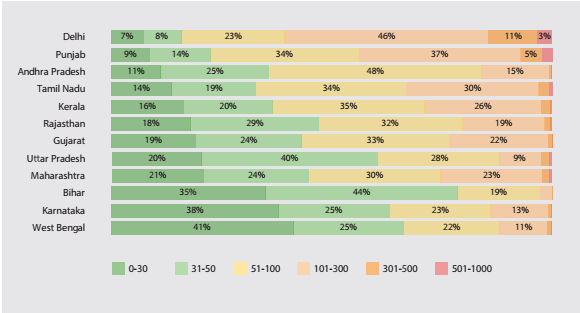 Delhi 7% 8% 23% 46% 11% 3%
Punjab 9% 14% 34% 37% 5%
Andhra Pradesh 11% 25% 48% 15%
Tamil Nadu 14% 19% 34% 30%
Kerala 16% 20% 35% 26%
Rajasthan 18% 29% 32% 19%
Gujarat 19% 24% 33% 22%
Uttar Pradesh 20% 40% 28% 9%
Maharashtra 21% 24% 30% 23%
Bihar 35% 44% 19%
Karnataka 38% 25% 23% 13%
West Bengal 41% 25% 22% 11%
0-30 31-50 51-100 101-300 301-500 501-1000